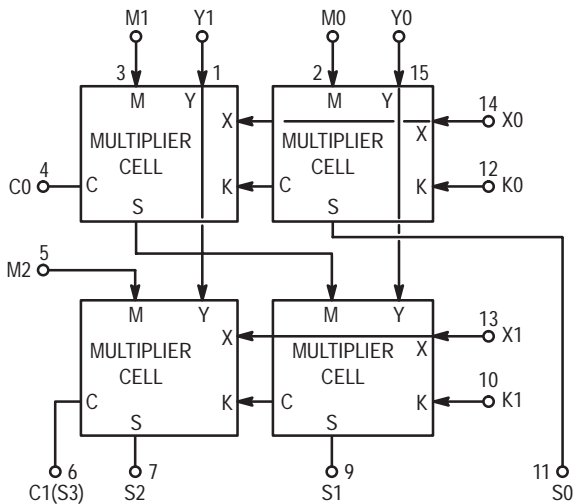 M1 Y1 M0 Y0
3 1 2 15
M Y M Y
14
X X X0
MULTIPLIER CELL MULTIPLIER CELL
4 12
C0 C K C K K0
S S
5
M2
M Y M Y
13
X X X1
MULTIPLIER CELL MULTIPLIER CELL
10
C K C K K1
S S
6 7 9 11
C1(S3) S2 S1 S0